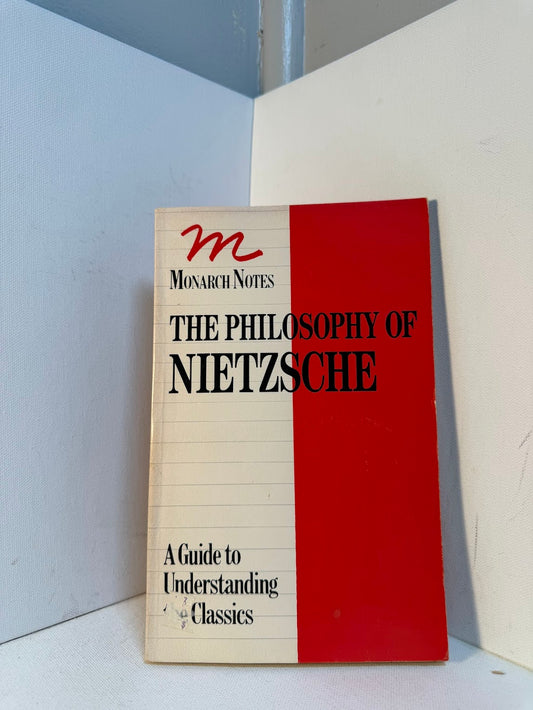 m
MONARCH NOTES
THE PHILOSOPHY OF
NIETZSCHE
A Guide to
Understanding
Classics